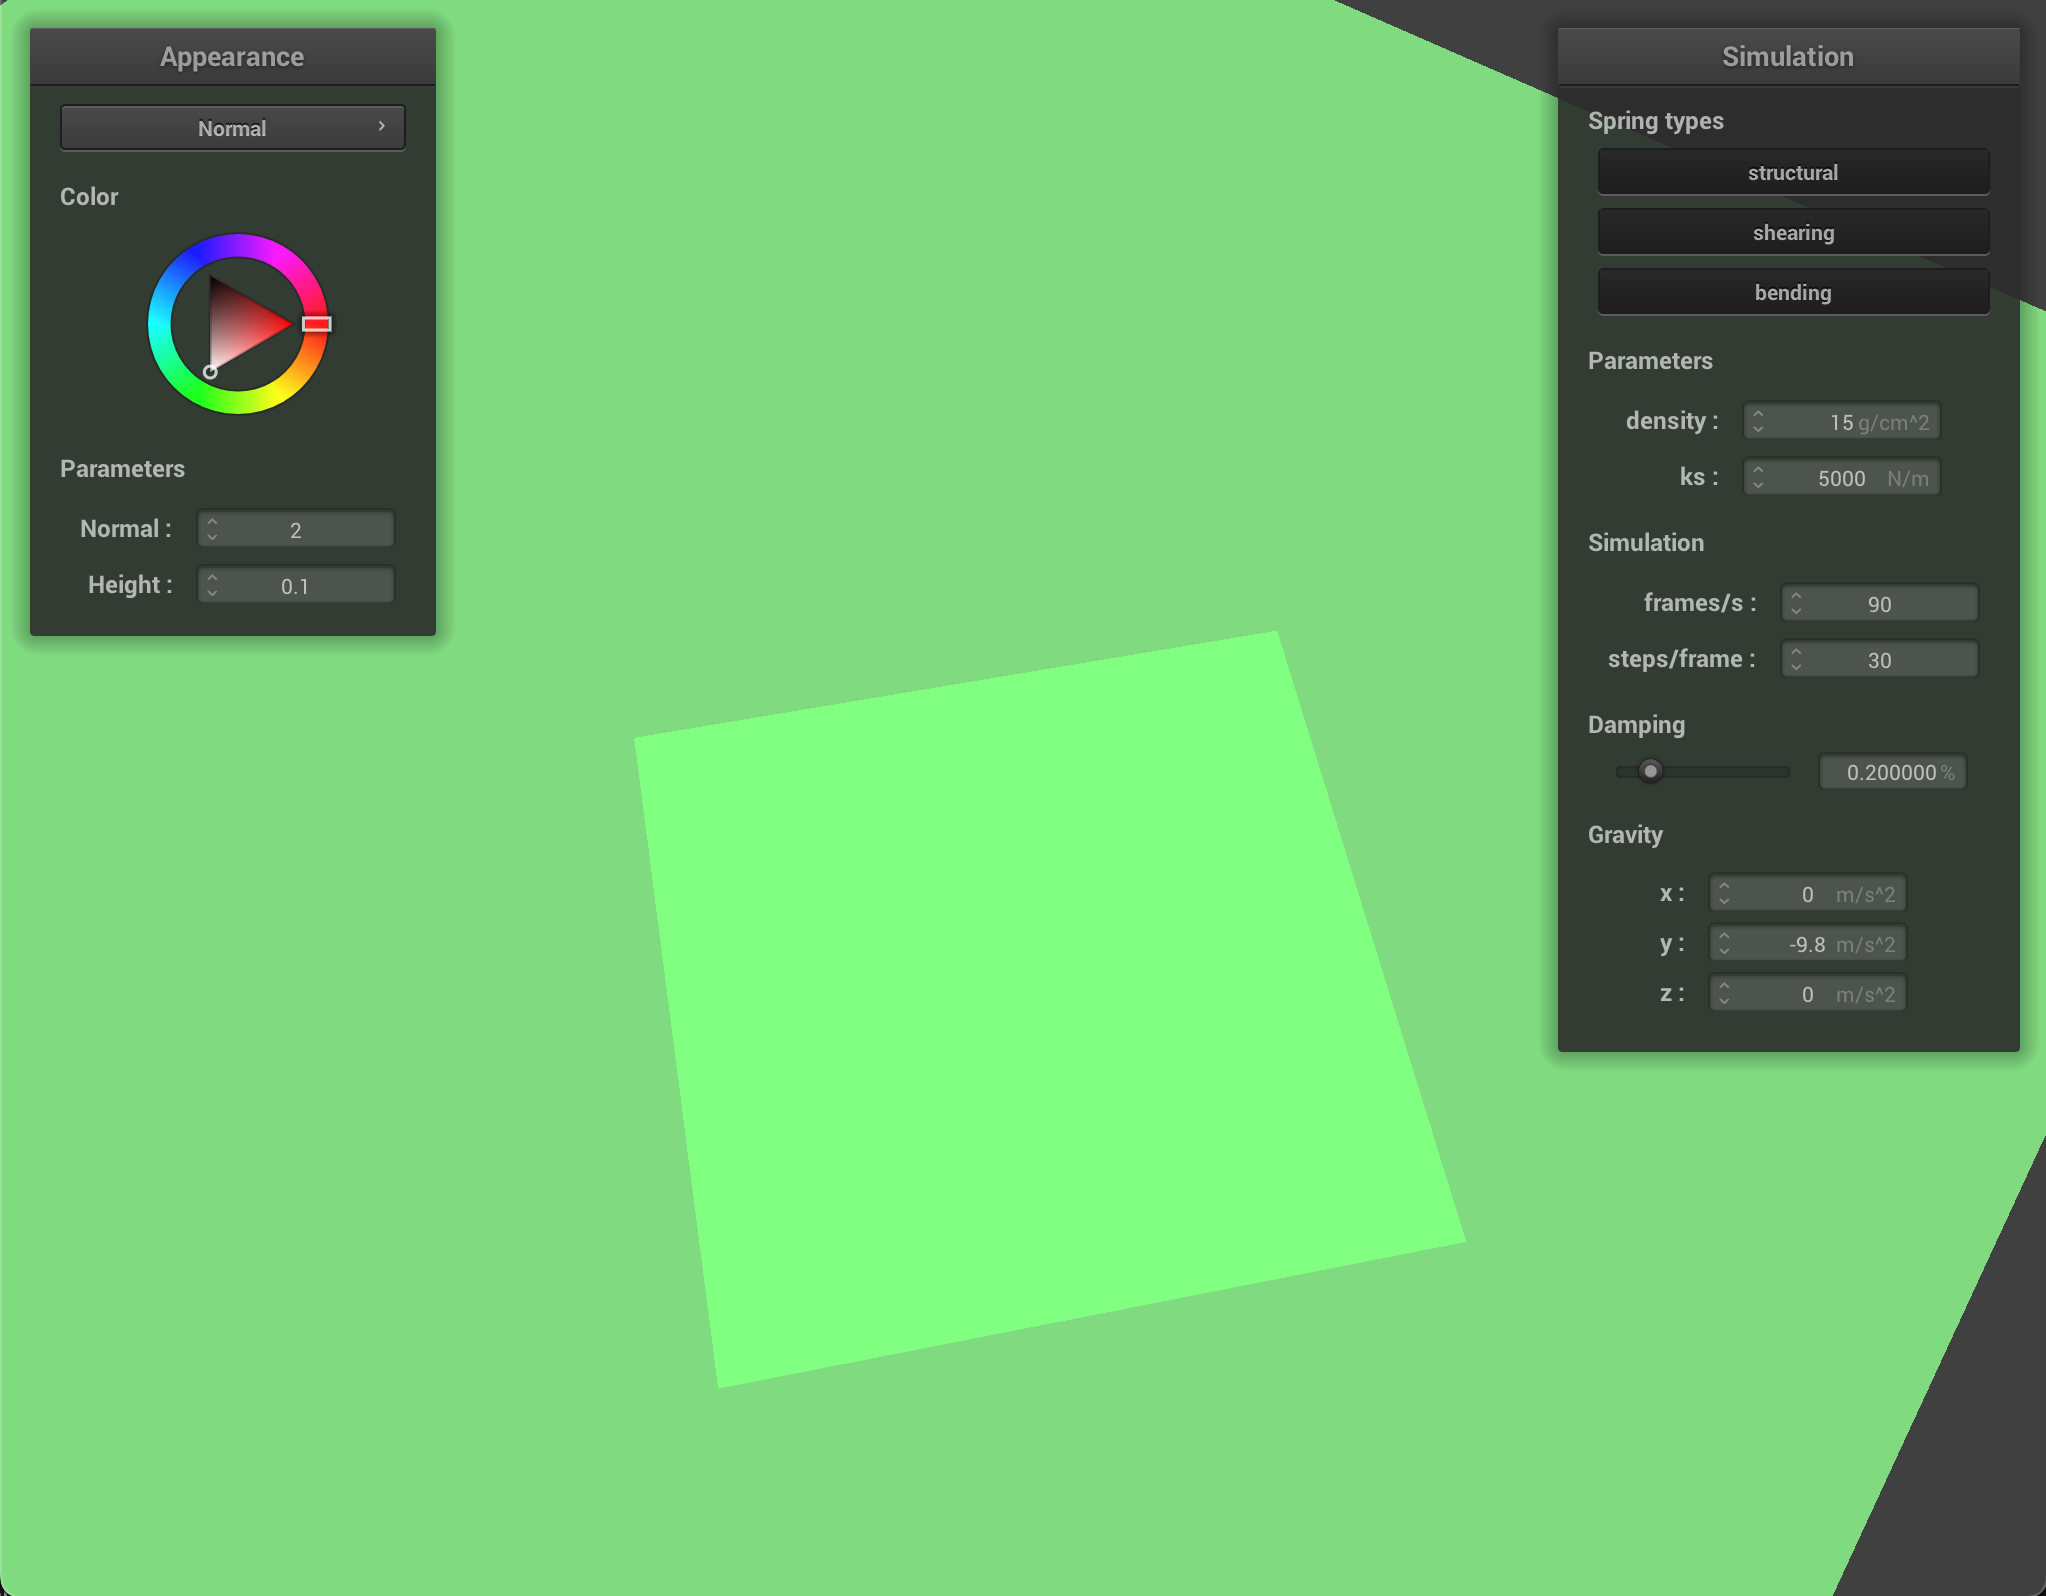 Appearance
Normal
Color
Parameters
Normal : 2
Height : 0.1
Simulation
Spring types
structural
shearing
bending
Parameters
density : 15 g/cm^2
ks : 5000 N/m
Simulation
frames/s : 90
steps/frame : 30
Damping
0.200000 %
Gravity
x : 0 m/s^2
y : -9.8 m/s^2
z : 0 m/s^2